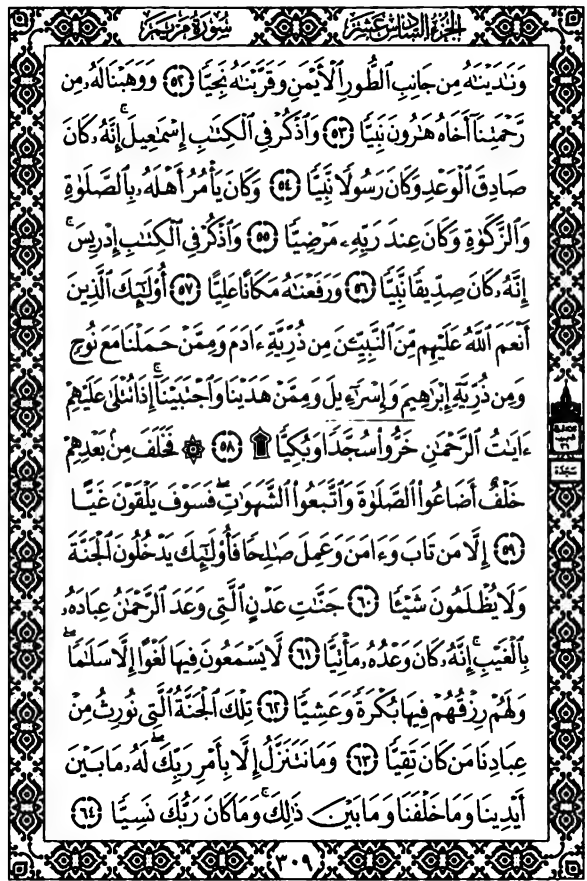 الجزء السادس عشر
سورة مريم
وَنَٰدَيْنَٰهُ مِن جَانِبِ ٱلطُّورِ ٱلْأَيْمَنِ وَقَرَّبْنَٰهُ نَجِيًّا ۝٥٢ وَوَهَبْنَا لَهُۥ مِن
رَّحْمَتِنَآ أَخَاهُ هَٰرُونَ نَبِيًّا ۝٥٣ وَٱذْكُرْ فِى ٱلْكِتَٰبِ إِسْمَٰعِيلَ ۚ إِنَّهُۥ كَانَ
صَادِقَ ٱلْوَعْدِ وَكَانَ رَسُولًا نَّبِيًّا ۝٥٤ وَكَانَ يَأْمُرُ أَهْلَهُۥ بِٱلصَّلَوٰةِ
وَٱلزَّكَوٰةِ وَكَانَ عِندَ رَبِّهِۦ مَرْضِيًّا ۝٥٥ وَٱذْكُرْ فِى ٱلْكِتَٰبِ إِدْرِيسَ ۚ
إِنَّهُۥ كَانَ صِدِّيقًا نَّبِيًّا ۝٥٦ وَرَفَعْنَٰهُ مَكَانًا عَلِيًّا ۝٥٧ أُو۟لَٰٓئِكَ ٱلَّذِينَ
أَنْعَمَ ٱللَّهُ عَلَيْهِم مِّنَ ٱلنَّبِيِّـۧنَ مِن ذُرِّيَّةِ ءَادَمَ وَمِمَّنْ حَمَلْنَا مَعَ نُوحٍ
وَمِن ذُرِّيَّةِ إِبْرَٰهِيمَ وَإِسْرَٰٓءِيلَ وَمِمَّنْ هَدَيْنَا وَٱجْتَبَيْنَآ ۚ إِذَا تُتْلَىٰ عَلَيْهِمْ
ءَايَٰتُ ٱلرَّحْمَٰنِ خَرُّوا۟ سُجَّدًا وَبُكِيًّا ۩ ۝٥٨ ۞ فَخَلَفَ مِنۢ بَعْدِهِمْ
خَلْفٌ أَضَاعُوا۟ ٱلصَّلَوٰةَ وَٱتَّبَعُوا۟ ٱلشَّهَوَٰتِ ۖ فَسَوْفَ يَلْقَوْنَ غَيًّا
۝٥٩ إِلَّا مَن تَابَ وَءَامَنَ وَعَمِلَ صَٰلِحًا فَأُو۟لَٰٓئِكَ يَدْخُلُونَ ٱلْجَنَّةَ
وَلَا يُظْلَمُونَ شَيْـًٔا ۝٦٠ جَنَّٰتِ عَدْنٍ ٱلَّتِى وَعَدَ ٱلرَّحْمَٰنُ عِبَادَهُۥ
بِٱلْغَيْبِ ۚ إِنَّهُۥ كَانَ وَعْدُهُۥ مَأْتِيًّا ۝٦١ لَّا يَسْمَعُونَ فِيهَا لَغْوًا إِلَّا سَلَٰمًا ۖ
وَلَهُمْ رِزْقُهُمْ فِيهَا بُكْرَةً وَعَشِيًّا ۝٦٢ تِلْكَ ٱلْجَنَّةُ ٱلَّتِى نُورِثُ مِنْ
عِبَادِنَا مَن كَانَ تَقِيًّا ۝٦٣ وَمَا نَتَنَزَّلُ إِلَّا بِأَمْرِ رَبِّكَ ۖ لَهُۥ مَا بَيْنَ
أَيْدِينَا وَمَا خَلْفَنَا وَمَا بَيْنَ ذَٰلِكَ ۚ وَمَا كَانَ رَبُّكَ نَسِيًّا ۝٦٤
سجدة
٣٠٩